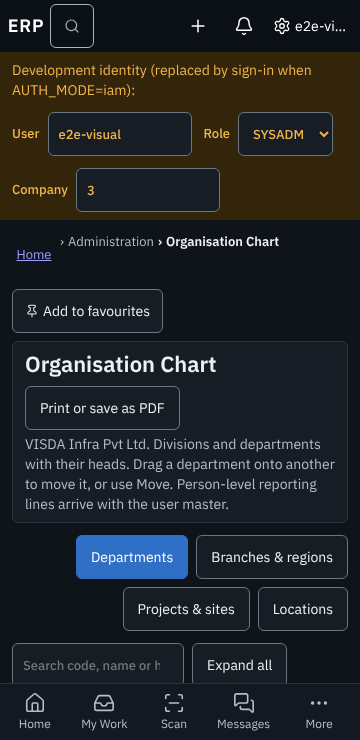 ERP
e2e-vi...
Development identity (replaced by sign-in when
AUTH_MODE=iam):
User e2e-visual Role SYSADM
Company 3
Home › Administration › Organisation Chart
Add to favourites
Organisation Chart
Print or save as PDF
VISDA Infra Pvt Ltd. Divisions and departments
with their heads. Drag a department onto another
to move it, or use Move. Person-level reporting
lines arrive with the user master.
Departments Branches & regions
Projects & sites Locations
Search code, name or h Expand all
Home My Work Scan Messages More